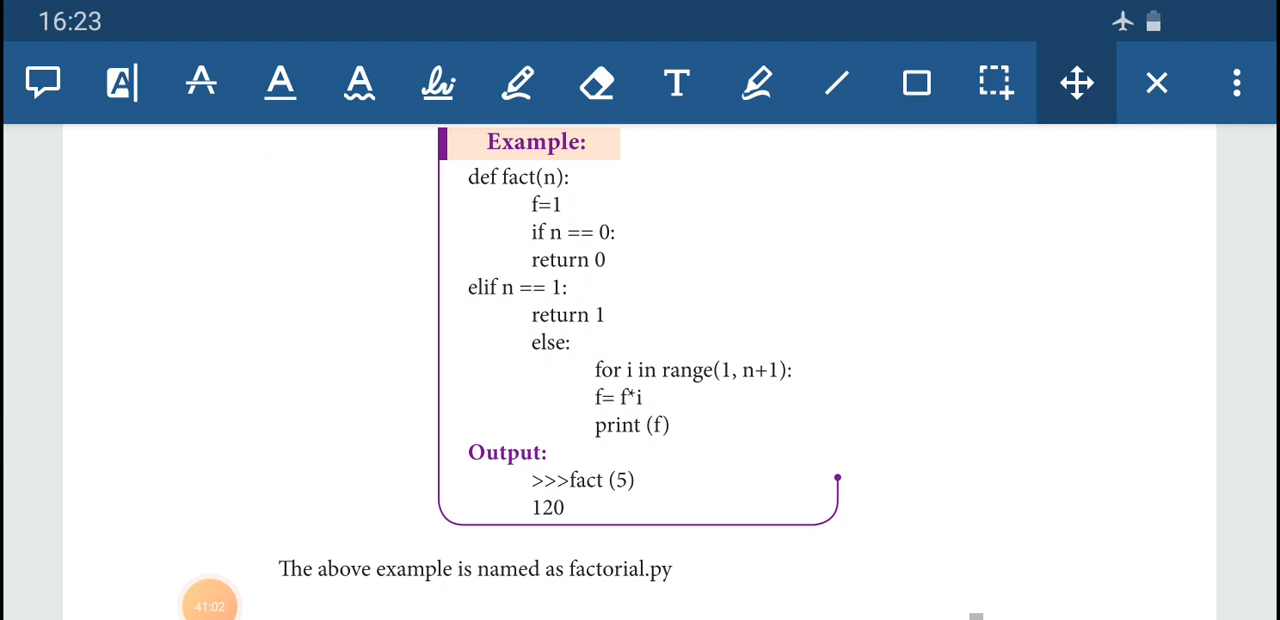 16:23
A A A A T
Example:
def fact(n):
f=1
if n == 0:
return 0
elif n == 1:
return 1
else:
for i in range(1, n+1):
f= f*i
print (f)
Output:
>>>fact (5)
120
The above example is named as factorial.py
41:02